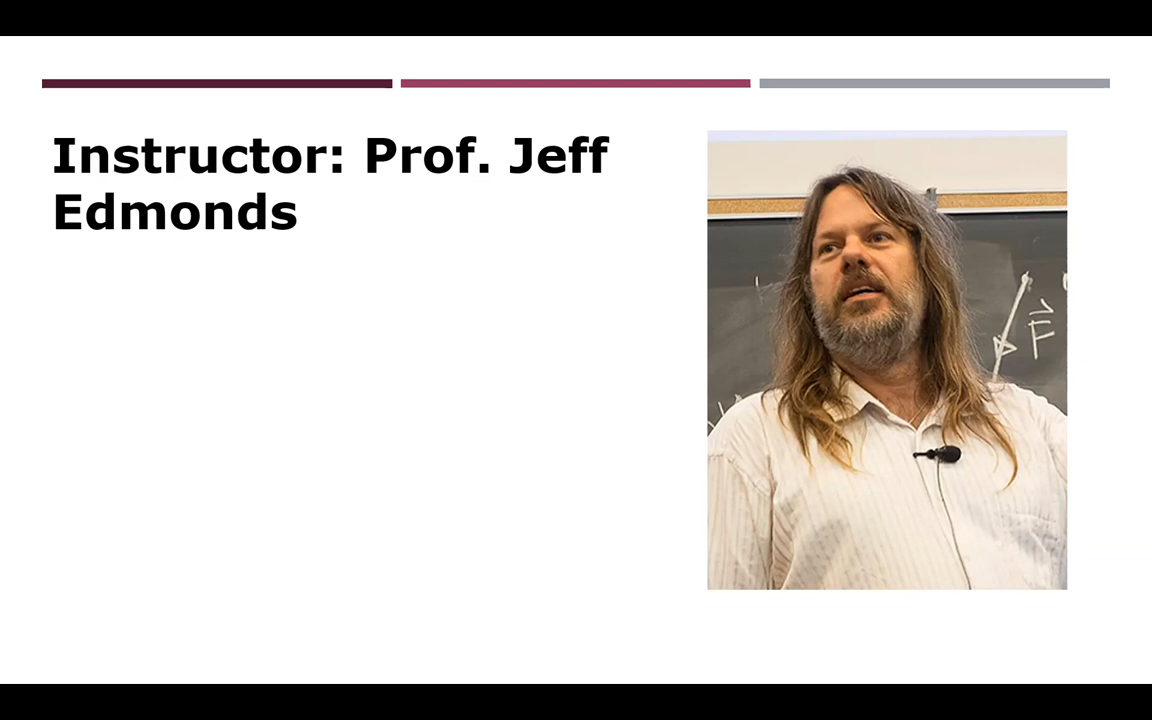 Instructor: Prof. Jeff
Edmonds
F